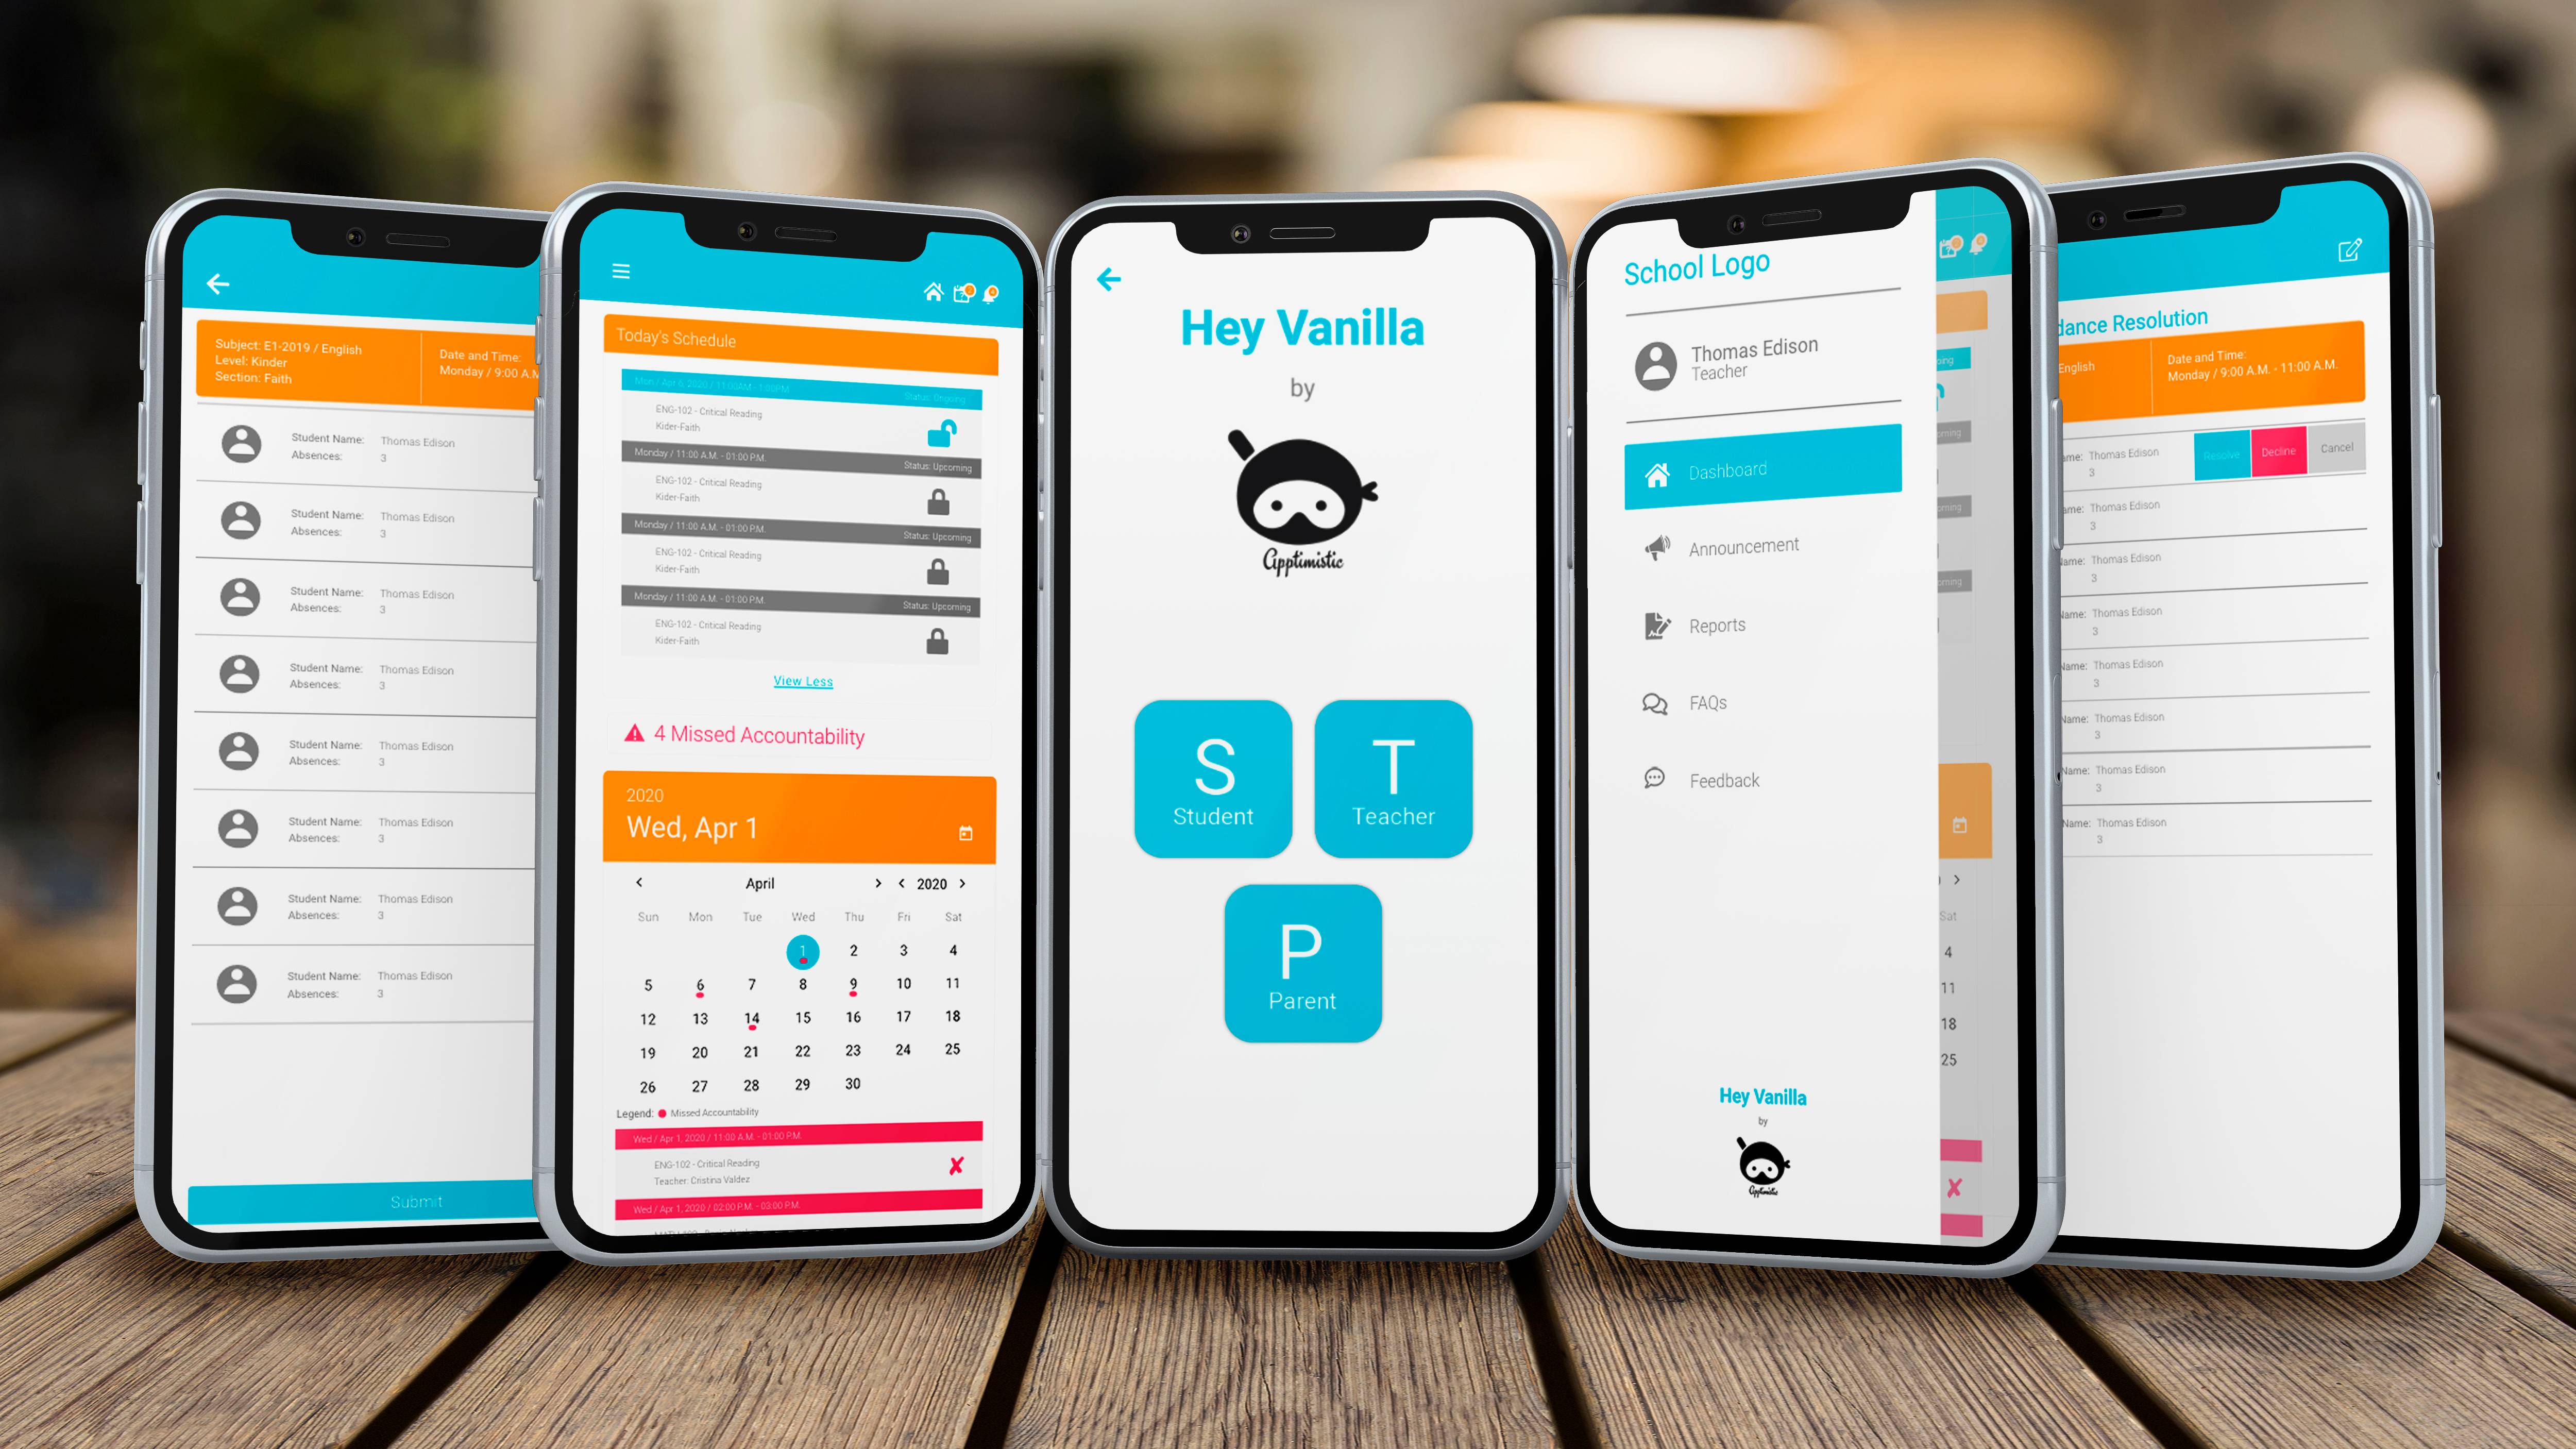 Subject: E1-2019 / English
Level: Kinder
Section: Faith
Date and Time:
Monday / 9:00 A.M
Student Name: Thomas Edison
Absences: 3
Student Name: Thomas Edison
Absences: 3
Student Name: Thomas Edison
Absences: 3
Student Name: Thomas Edison
Absences: 3
Student Name: Thomas Edison
Absences: 3
Student Name: Thomas Edison
Absences: 3
Student Name: Thomas Edison
Absences: 3
Student Name: Thomas Edison
Absences: 3
Submit
Today's Schedule
Mon / Apr 6, 2020 / 11:00AM - 1:00PM
Status: Ongoing
ENG-102 - Critical Reading
Kider-Faith
Monday / 11:00 A.M. - 01:00 P.M.
Status: Upcoming
ENG-102 - Critical Reading
Kider-Faith
Monday / 11:00 A.M. - 01:00 P.M.
Status: Upcoming
ENG-102 - Critical Reading
Kider-Faith
Monday / 11:00 A.M. - 01:00 P.M.
Status: Upcoming
ENG-102 - Critical Reading
Kider-Faith
View Less
4 Missed Accountability
2020
Wed, Apr 1
April 2020
Sun Mon Tue Wed Thu Fri Sat
1 2 3 4
5 6 7 8 9 10 11
12 13 14 15 16 17 18
19 20 21 22 23 24 25
26 27 28 29 30
Legend: Missed Accountability
Wed / Apr 1, 2020 / 11:00 A.M. - 01:00 P.M.
ENG-102 - Critical Reading
Teacher: Cristina Valdez
Wed / Apr 1, 2020 / 02:00 P.M. - 03:00 P.M.
Hey Vanilla
by
Apptimistic
S
Student
T
Teacher
P
Parent
School Logo
Thomas Edison
Teacher
Dashboard
Announcement
Reports
FAQs
Feedback
Hey Vanilla
by
Apptimistic
Sat
4
11
18
25
dance Resolution
English
Date and Time:
Monday / 9:00 A.M. - 11:00 A.M.
ame: Thomas Edison
3
Resolve
Decline
Cancel
ame: Thomas Edison
3
Name: Thomas Edison
3
Name: Thomas Edison
3
Name: Thomas Edison
3
Name: Thomas Edison
3
Name: Thomas Edison
3
Name: Thomas Edison
3